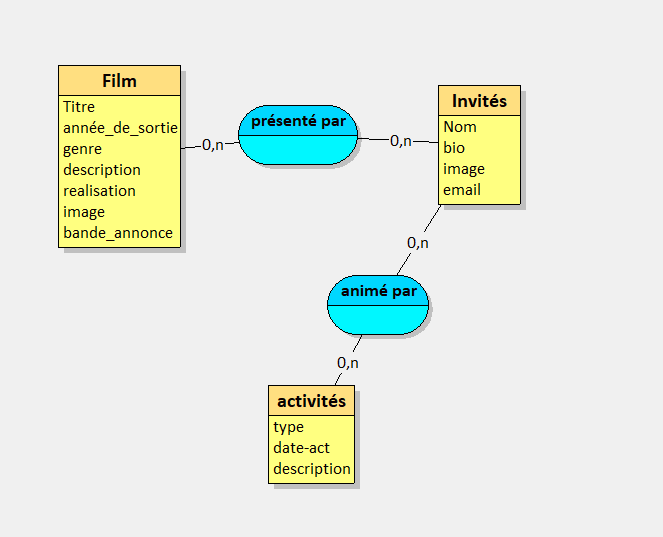 Film
Titre
année_de_sortie
genre
description
realisation
image
bande_annonce
0,n
présenté par
0,n
Invités
Nom
bio
image
email
0,n
animé par
0,n
activités
type
date-act
description